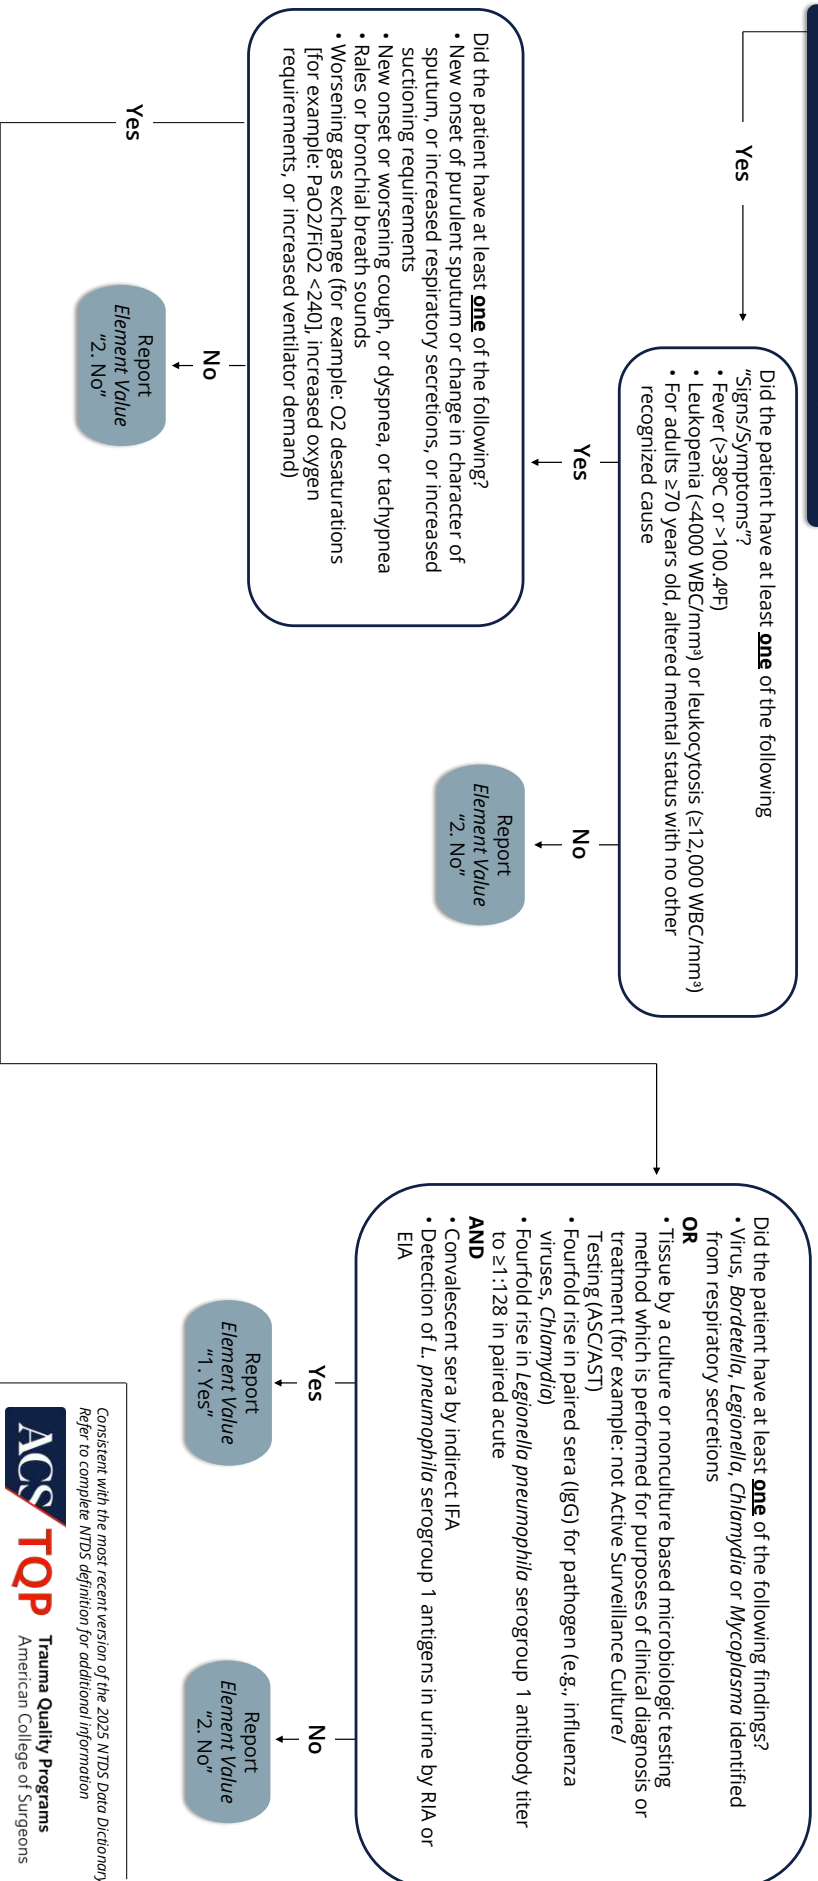 Yes
Did the patient have at least one of the following
“Signs/Symptoms”?
• Fever (>38⁰C or >100.4⁰F)
• Leukopenia (<4000 WBC/mm³) or leukocytosis (≥12,000 WBC/mm³)
• For adults ≥70 years old, altered mental status with no other
recognized cause
Yes
No
Report
Element Value
“2. No”
Did the patient have at least one of the following?
• New onset of purulent sputum or change in character of
sputum, or increased respiratory secretions, or increased
suctioning requirements
• New onset or worsening cough, or dyspnea, or tachypnea
• Rales or bronchial breath sounds
• Worsening gas exchange (for example: O2 desaturations
[for example: PaO2/FiO2 <240], increased oxygen
requirements, or increased ventilator demand)
Yes
No
Report
Element Value
“2. No”
Did the patient have at least one of the following findings?
• Virus, Bordetella, Legionella, Chlamydia or Mycoplasma identified
from respiratory secretions
OR
• Tissue by a culture or nonculture based microbiologic testing
method which is performed for purposes of clinical diagnosis or
treatment (for example: not Active Surveillance Culture/
Testing (ASC/AST)
• Fourfold rise in paired sera (IgG) for pathogen (e.g., influenza
viruses, Chlamydia)
• Fourfold rise in Legionella pneumophila serogroup 1 antibody titer
to ≥1:128 in paired acute
AND
• Convalescent sera by indirect IFA
• Detection of L. pneumophila serogroup 1 antigens in urine by RIA or
EIA
Yes
No
Report
Element Value
“1. Yes”
Report
Element Value
“2. No”
Consistent with the most recent version of the 2025 NTDS Data Dictionary
Refer to complete NTDS definition for additional information
ACS TQP
Trauma Quality Programs
American College of Surgeons